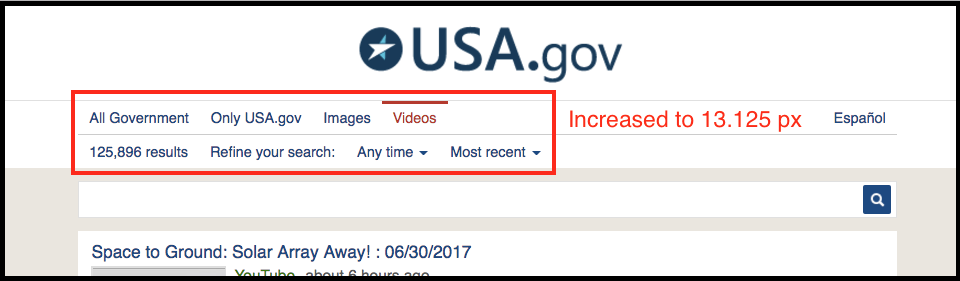 USA.gov
All Government Only USA.gov Images Videos Increased to 13.125 px Español
125,896 results Refine your search: Any time Most recent
Space to Ground: Solar Array Away! : 06/30/2017
YouTube about 6 hours ago